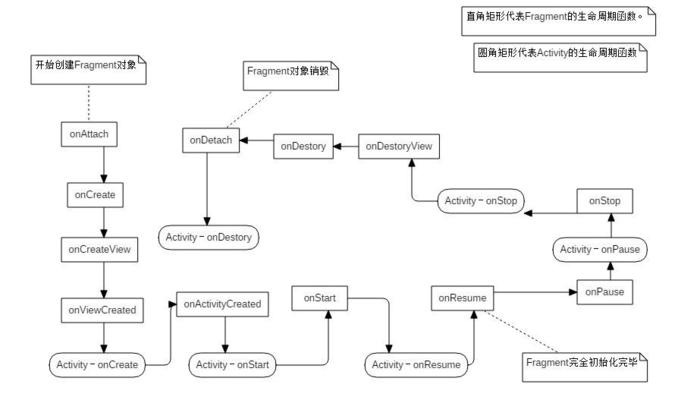 直角矩形代表Fragment的生命周期函数。
圆角矩形代表Activity的生命周期函数
开始创建Fragment对象
Fragment对象销毁
onAttach
onDetach
onDestory
onDestoryView
onCreate
Activity-onStop
onStop
Activity-onDestory
onCreateView
Activity-onPause
onViewCreated
onActivityCreated
onStart
onResume
onPause
Activity-onCreate
Activity-onStart
Activity-onResume
Fragment完全初始化完毕